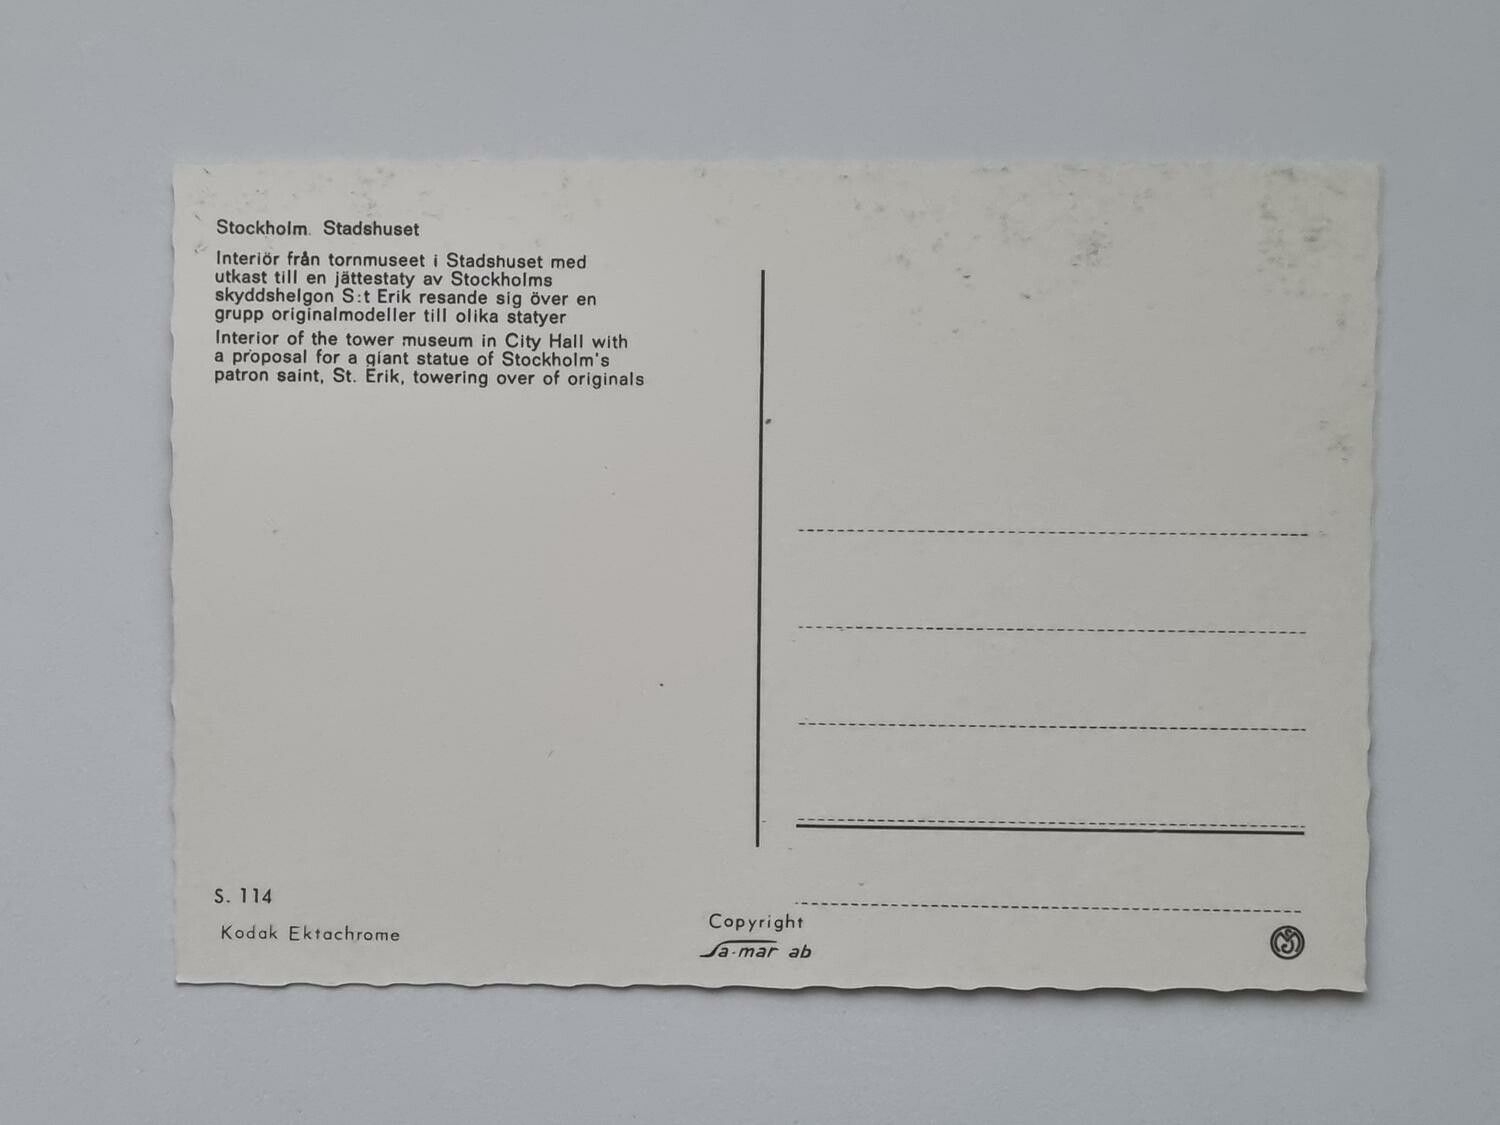 Stockholm. Stadshuset
Interiör från tornmuseet i Stadshuset med
utkast till en jättestaty av Stockholms
skyddshelgon S:t Erik resande sig över en
grupp originalmodeller till olika statyer
Interior of the tower museum in City Hall with
a proposal for a giant statue of Stockholm's
patron saint, St. Erik, towering over of originals
S. 114
Kodak Ektachrome
Copyright
Sa-mar ab